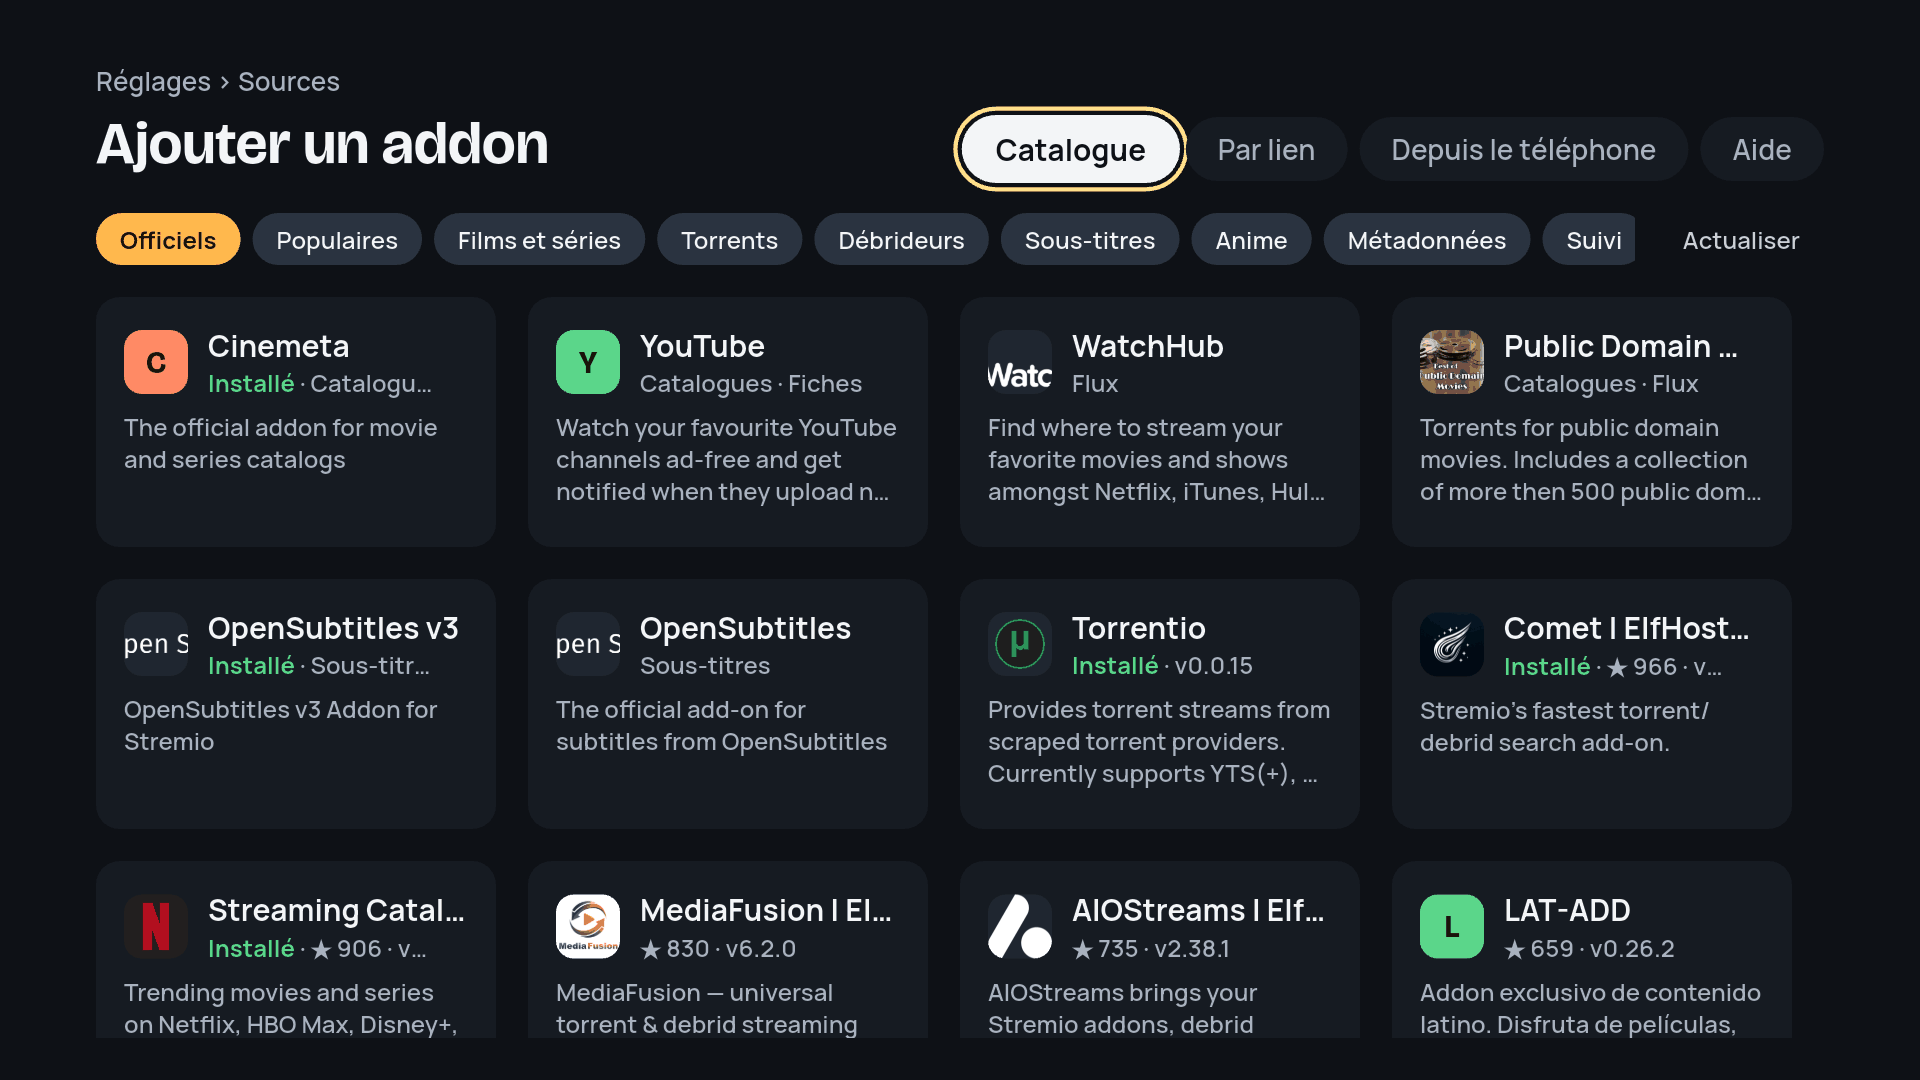 Réglages › Sources
Ajouter un addon
Catalogue
Par lien
Depuis le téléphone
Aide
Officiels
Populaires
Films et séries
Torrents
Débrideurs
Sous-titres
Anime
Métadonnées
Suivi
Actualiser
C
Cinemeta
Installé · Catalogu...
The official addon for movie
and series catalogs
Y
YouTube
Catalogues · Fiches
Watch your favourite YouTube
channels ad-free and get
notified when they upload n...
Watc
WatchHub
Flux
Find where to stream your
favorite movies and shows
amongst Netflix, iTunes, Hul...
Best of
ublic Domain
Movies
Public Domain ...
Catalogues · Flux
Torrents for public domain
movies. Includes a collection
of more then 500 public dom...
pen S
OpenSubtitles v3
Installé · Sous-titr...
OpenSubtitles v3 Addon for
Stremio
pen S
OpenSubtitles
Sous-titres
The official add-on for
subtitles from OpenSubtitles
µ
Torrentio
Installé · v0.0.15
Provides torrent streams from
scraped torrent providers.
Currently supports YTS(+), ...
Comet | ElfHost...
Installé · ★ 966 · v...
Stremio's fastest torrent/
debrid search add-on.
N
Streaming Catal...
Installé · ★ 906 · v...
Trending movies and series
on Netflix, HBO Max, Disney+,
MediaFusion
MediaFusion | El...
★ 830 · v6.2.0
MediaFusion — universal
torrent & debrid streaming
AIOStreams | Elf...
★ 735 · v2.38.1
AIOStreams brings your
Stremio addons, debrid
L
LAT-ADD
★ 659 · v0.26.2
Addon exclusivo de contenido
latino. Disfruta de películas,